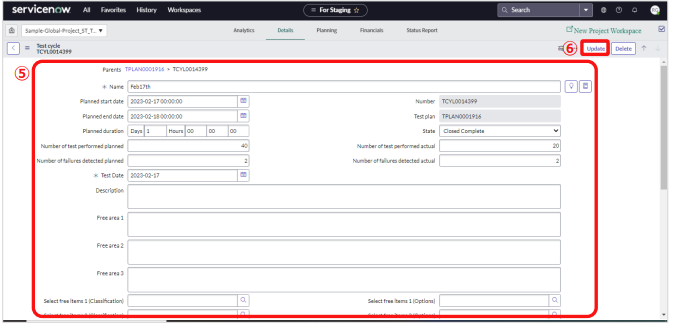 servicenow All Favorites History Workspaces For Staging ☆ Search
Sample-Global-Project_ST_T... ▼ Analytics Details Planning Financials Status Report New Project Workspace
Test cycle
TCYL0014399
⑥ Update Delete
⑤
Parents TPLAN0001916 > TCYL0014399
Name Feb17th
Planned start date 2023-02-17 00:00:00 Number TCYL0014399
Planned end date 2023-02-18 00:00:00 Test plan TPLAN0001916
Planned duration Days 1 Hours 00 00 00 State Closed Complete
Number of test performed planned 40 Number of test performed actual 20
Number of failures detected planned 2 Number of failures detected actual 2
Test Date 2023-02-17
Description
Free area 1
Free area 2
Free area 3
Select free items 1 (Classification) Select free items 1 (Options)